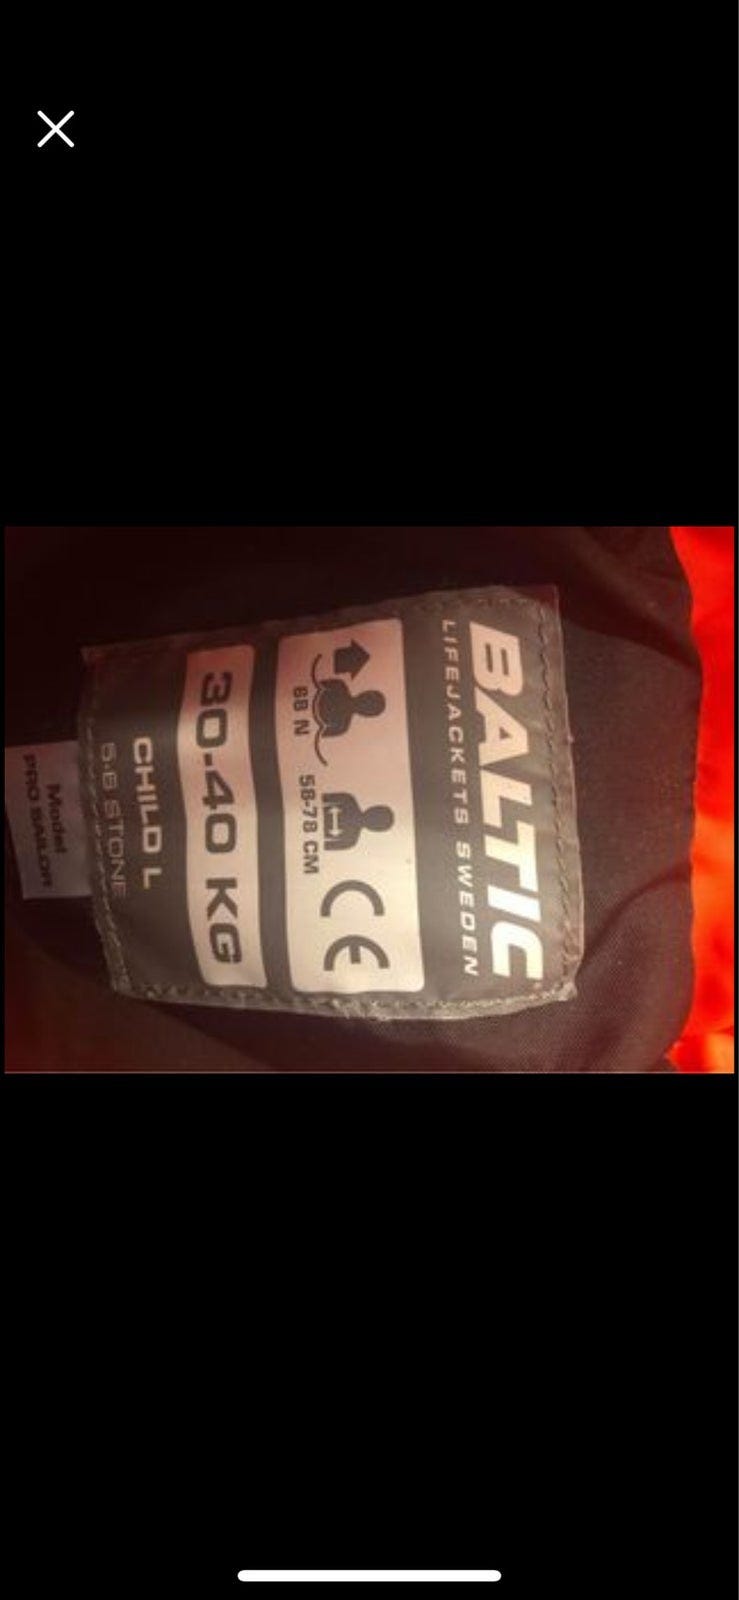 BALTIC
LIFEJACKETS SWEDEN
68 N
58-78 CM
CE
30-40 KG
CHILD L
5-6 STONE
Model
PRO SAILOR